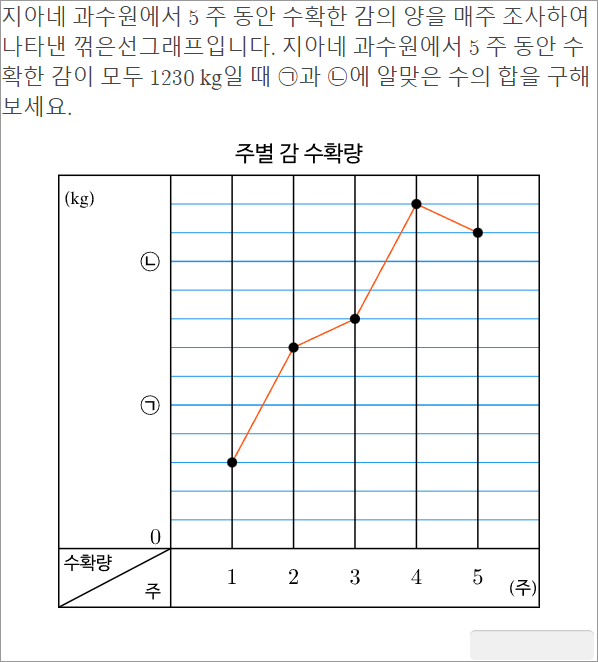 지아네 과수원에서 5 주 동안 수확한 감의 양을 매주 조사하여
나타낸 꺾은선그래프입니다. 지아네 과수원에서 5 주 동안 수
확한 감이 모두 1230 kg일 때 ㉠과 ㉡에 알맞은 수의 합을 구해
보세요.
주별 감 수확량
(kg)
㉡
㉠
0
수확량
주
1 2 3 4 5 (주)